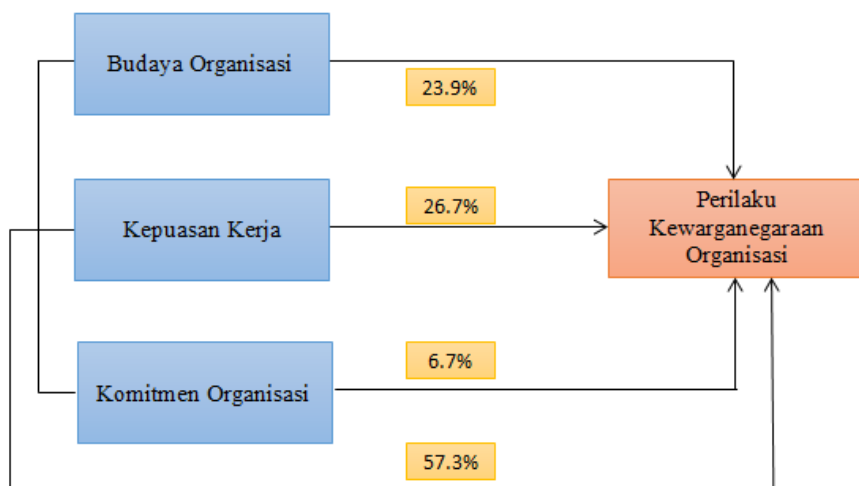 Budaya Organisasi
23.9%
Kepuasan Kerja
26.7%
Perilaku
Kewarganegaraan
Organisasi
Komitmen Organisasi
6.7%
57.3%